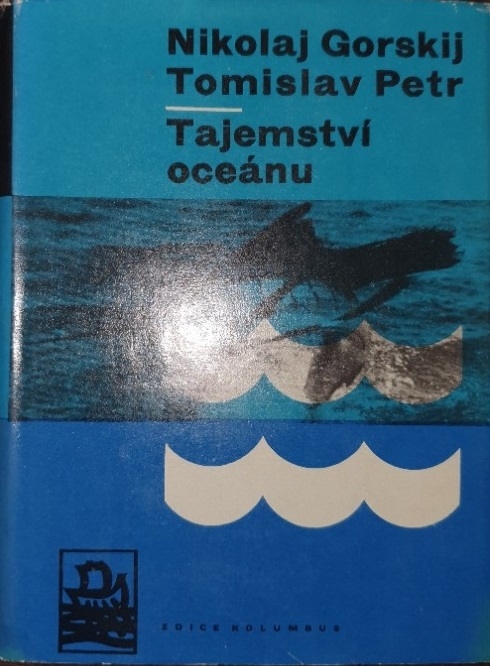 Nikolaj Gorskij
Tomislav Petr
Tajemství
oceánu
EDICE KOLUMBUS